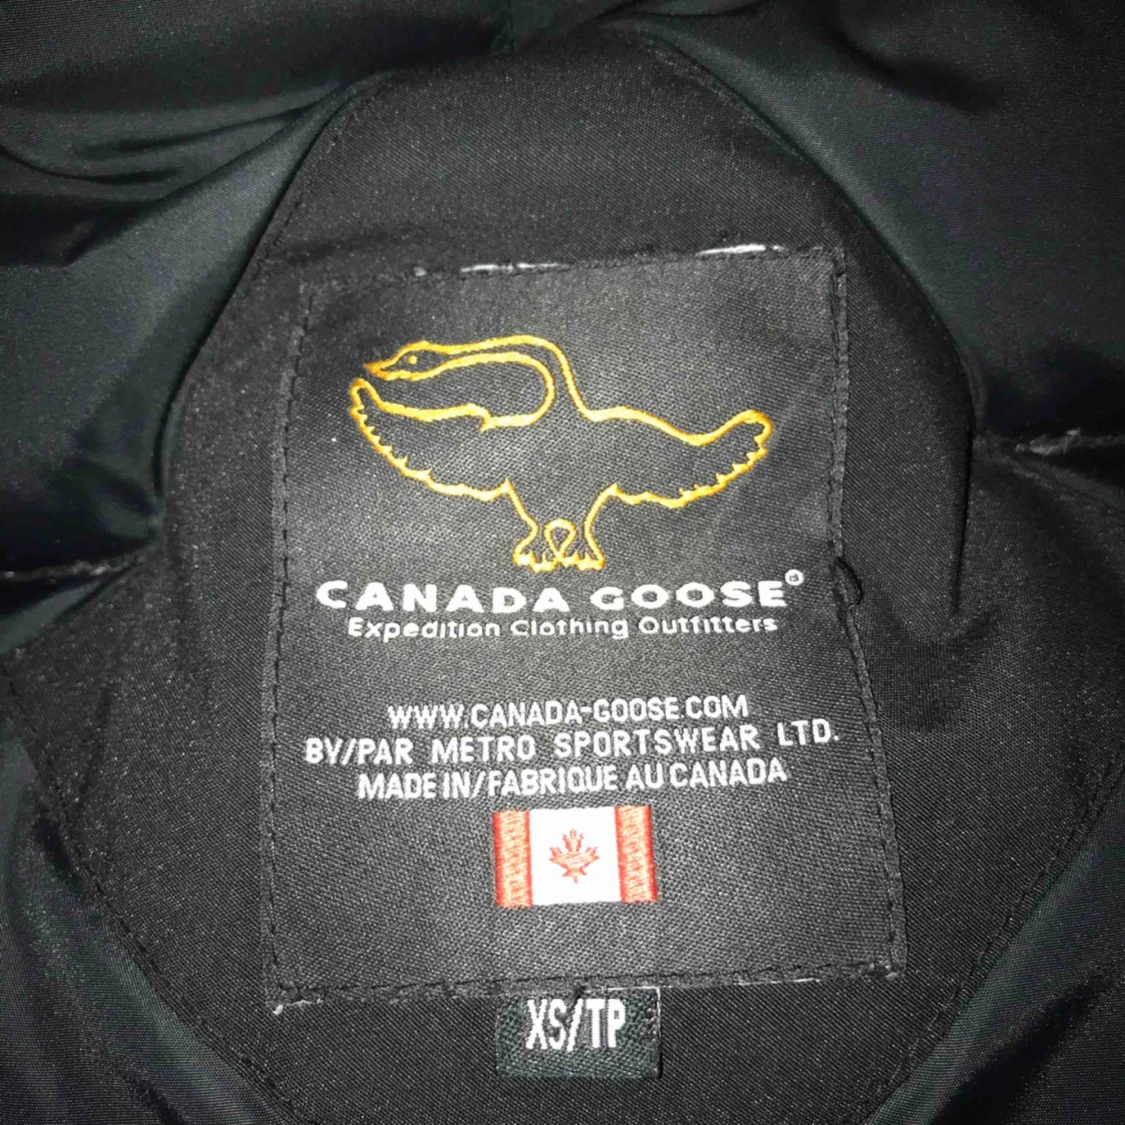 CANADA GOOSE®
Expedition Clothing Outfitters
WWW.CANADA-GOOSE.COM
BY/PAR METRO SPORTSWEAR LTD.
MADE IN/FABRIQUE AU CANADA
XS/TP